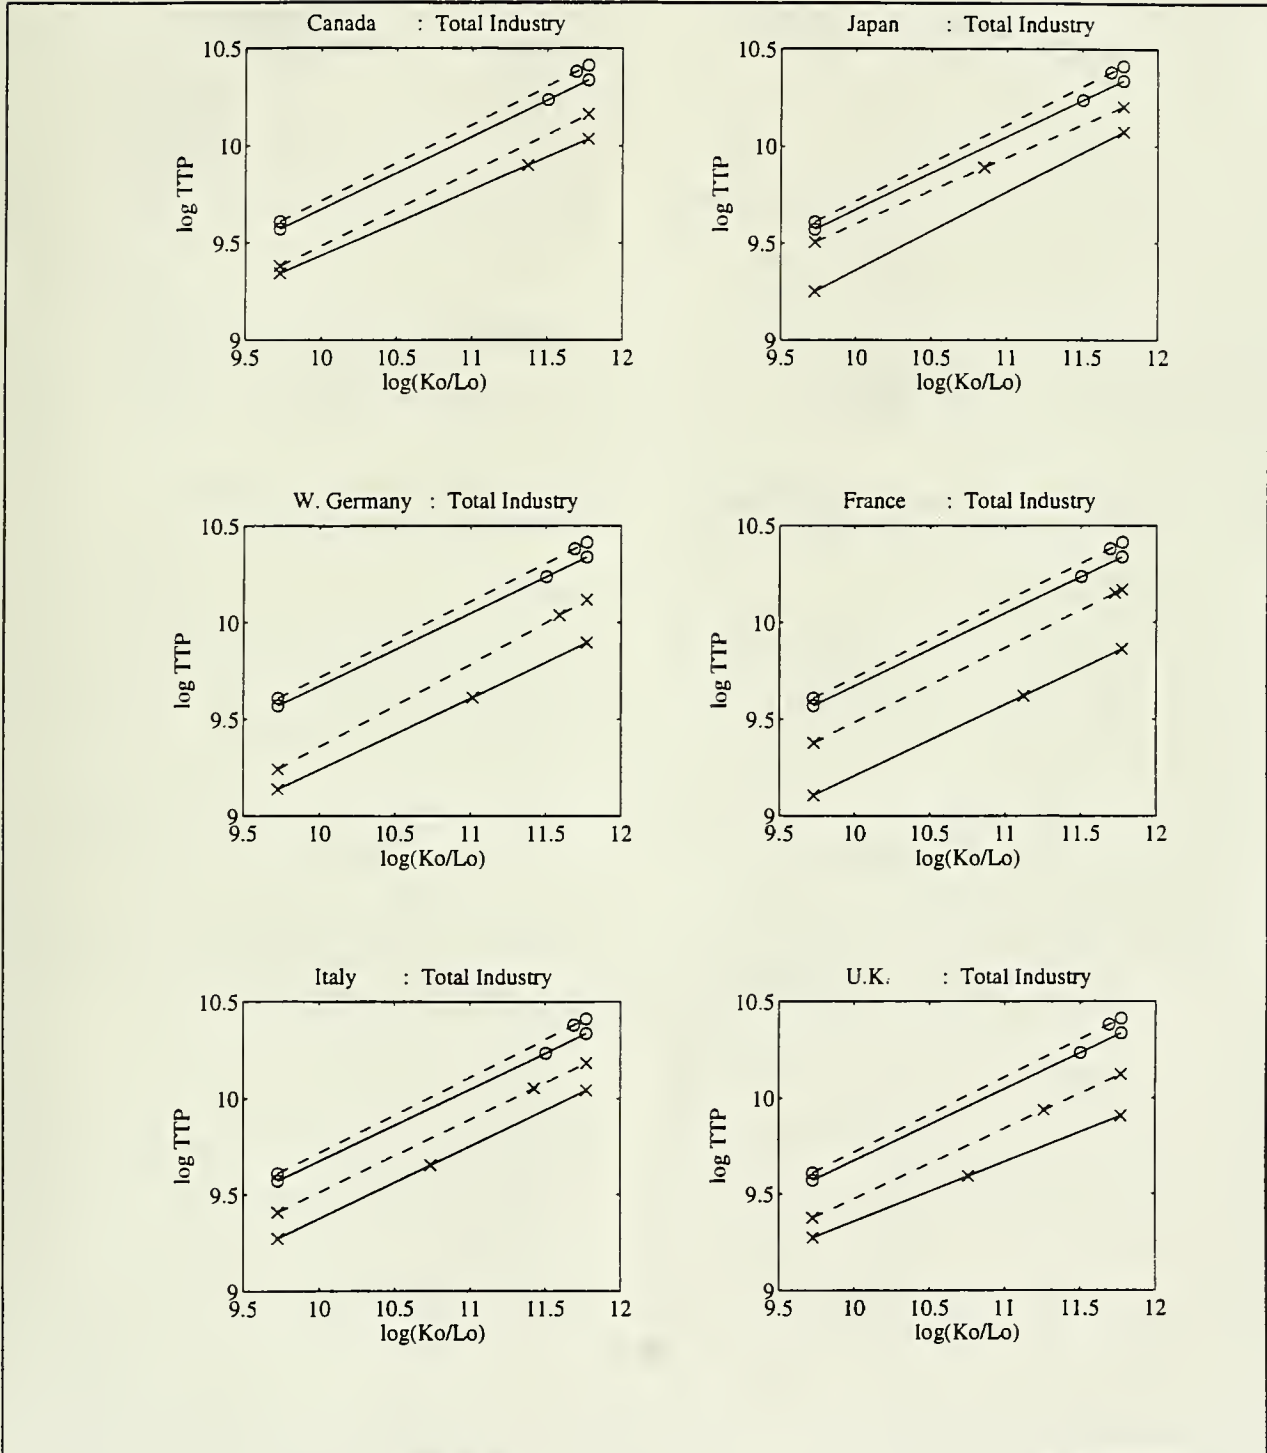 Canada : Total Industry
10.5
10
9.5
9
log TTP
9.5 10 10.5 11 11.5 12
log(Ko/Lo)
Japan : Total Industry
10.5
10
9.5
9
log TTP
9.5 10 10.5 11 11.5 12
log(Ko/Lo)
W. Germany : Total Industry
10.5
10
9.5
9
log TTP
9.5 10 10.5 11 11.5 12
log(Ko/Lo)
France : Total Industry
10.5
10
9.5
9
log TTP
9.5 10 10.5 11 11.5 12
log(Ko/Lo)
Italy : Total Industry
10.5
10
9.5
9
log TTP
9.5 10 10.5 11 11.5 12
log(Ko/Lo)
U.K. : Total Industry
10.5
10
9.5
9
log TTP
9.5 10 10.5 11 11.5 12
log(Ko/Lo)